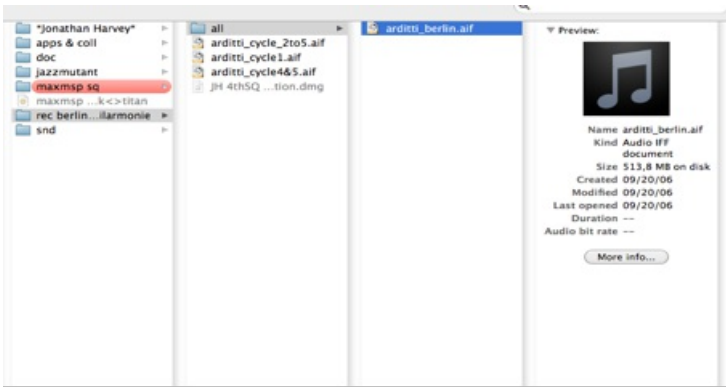 *Jonathan Harvey*
apps & coll
doc
jazzmutant
maxmsp sq
maxmsp ...k<>titan
rec berlin...ilarmonie
snd
all
arditti_cycle_2to5.aif
arditti_cycle1.aif
arditti_cycle4&5.aif
JH 4thSQ ...tion.dmg
arditti_berlin.aif
Preview:
Name arditti_berlin.aif
Kind Audio IFF
document
Size 513,8 MB on disk
Created 09/20/06
Modified 09/20/06
Last opened 09/20/06
Duration --
Audio bit rate --
More info...